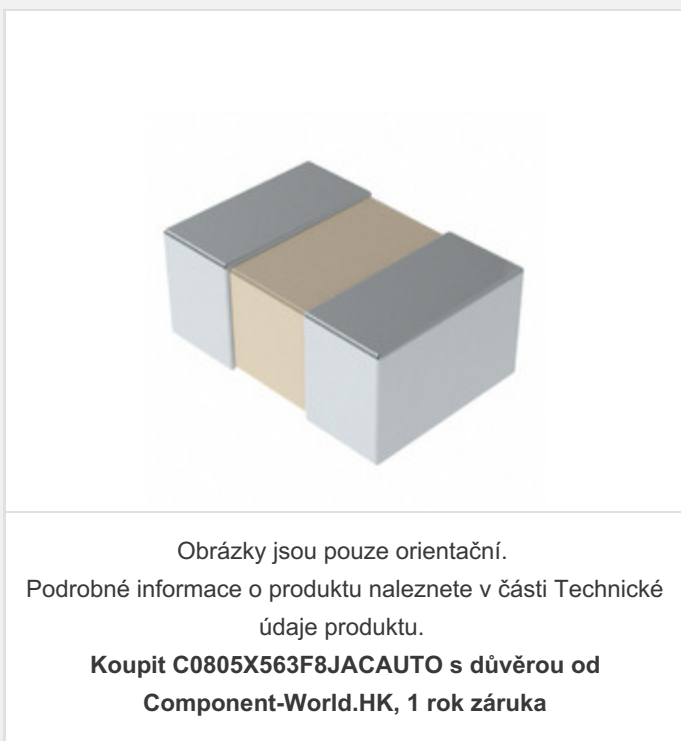 Obrázky jsou pouze orientační.
Podrobné informace o produktu naleznete v části Technické
údaje produktu.
Koupit C0805X563F8JACAUTO s důvěrou od
Component-World.HK, 1 rok záruka